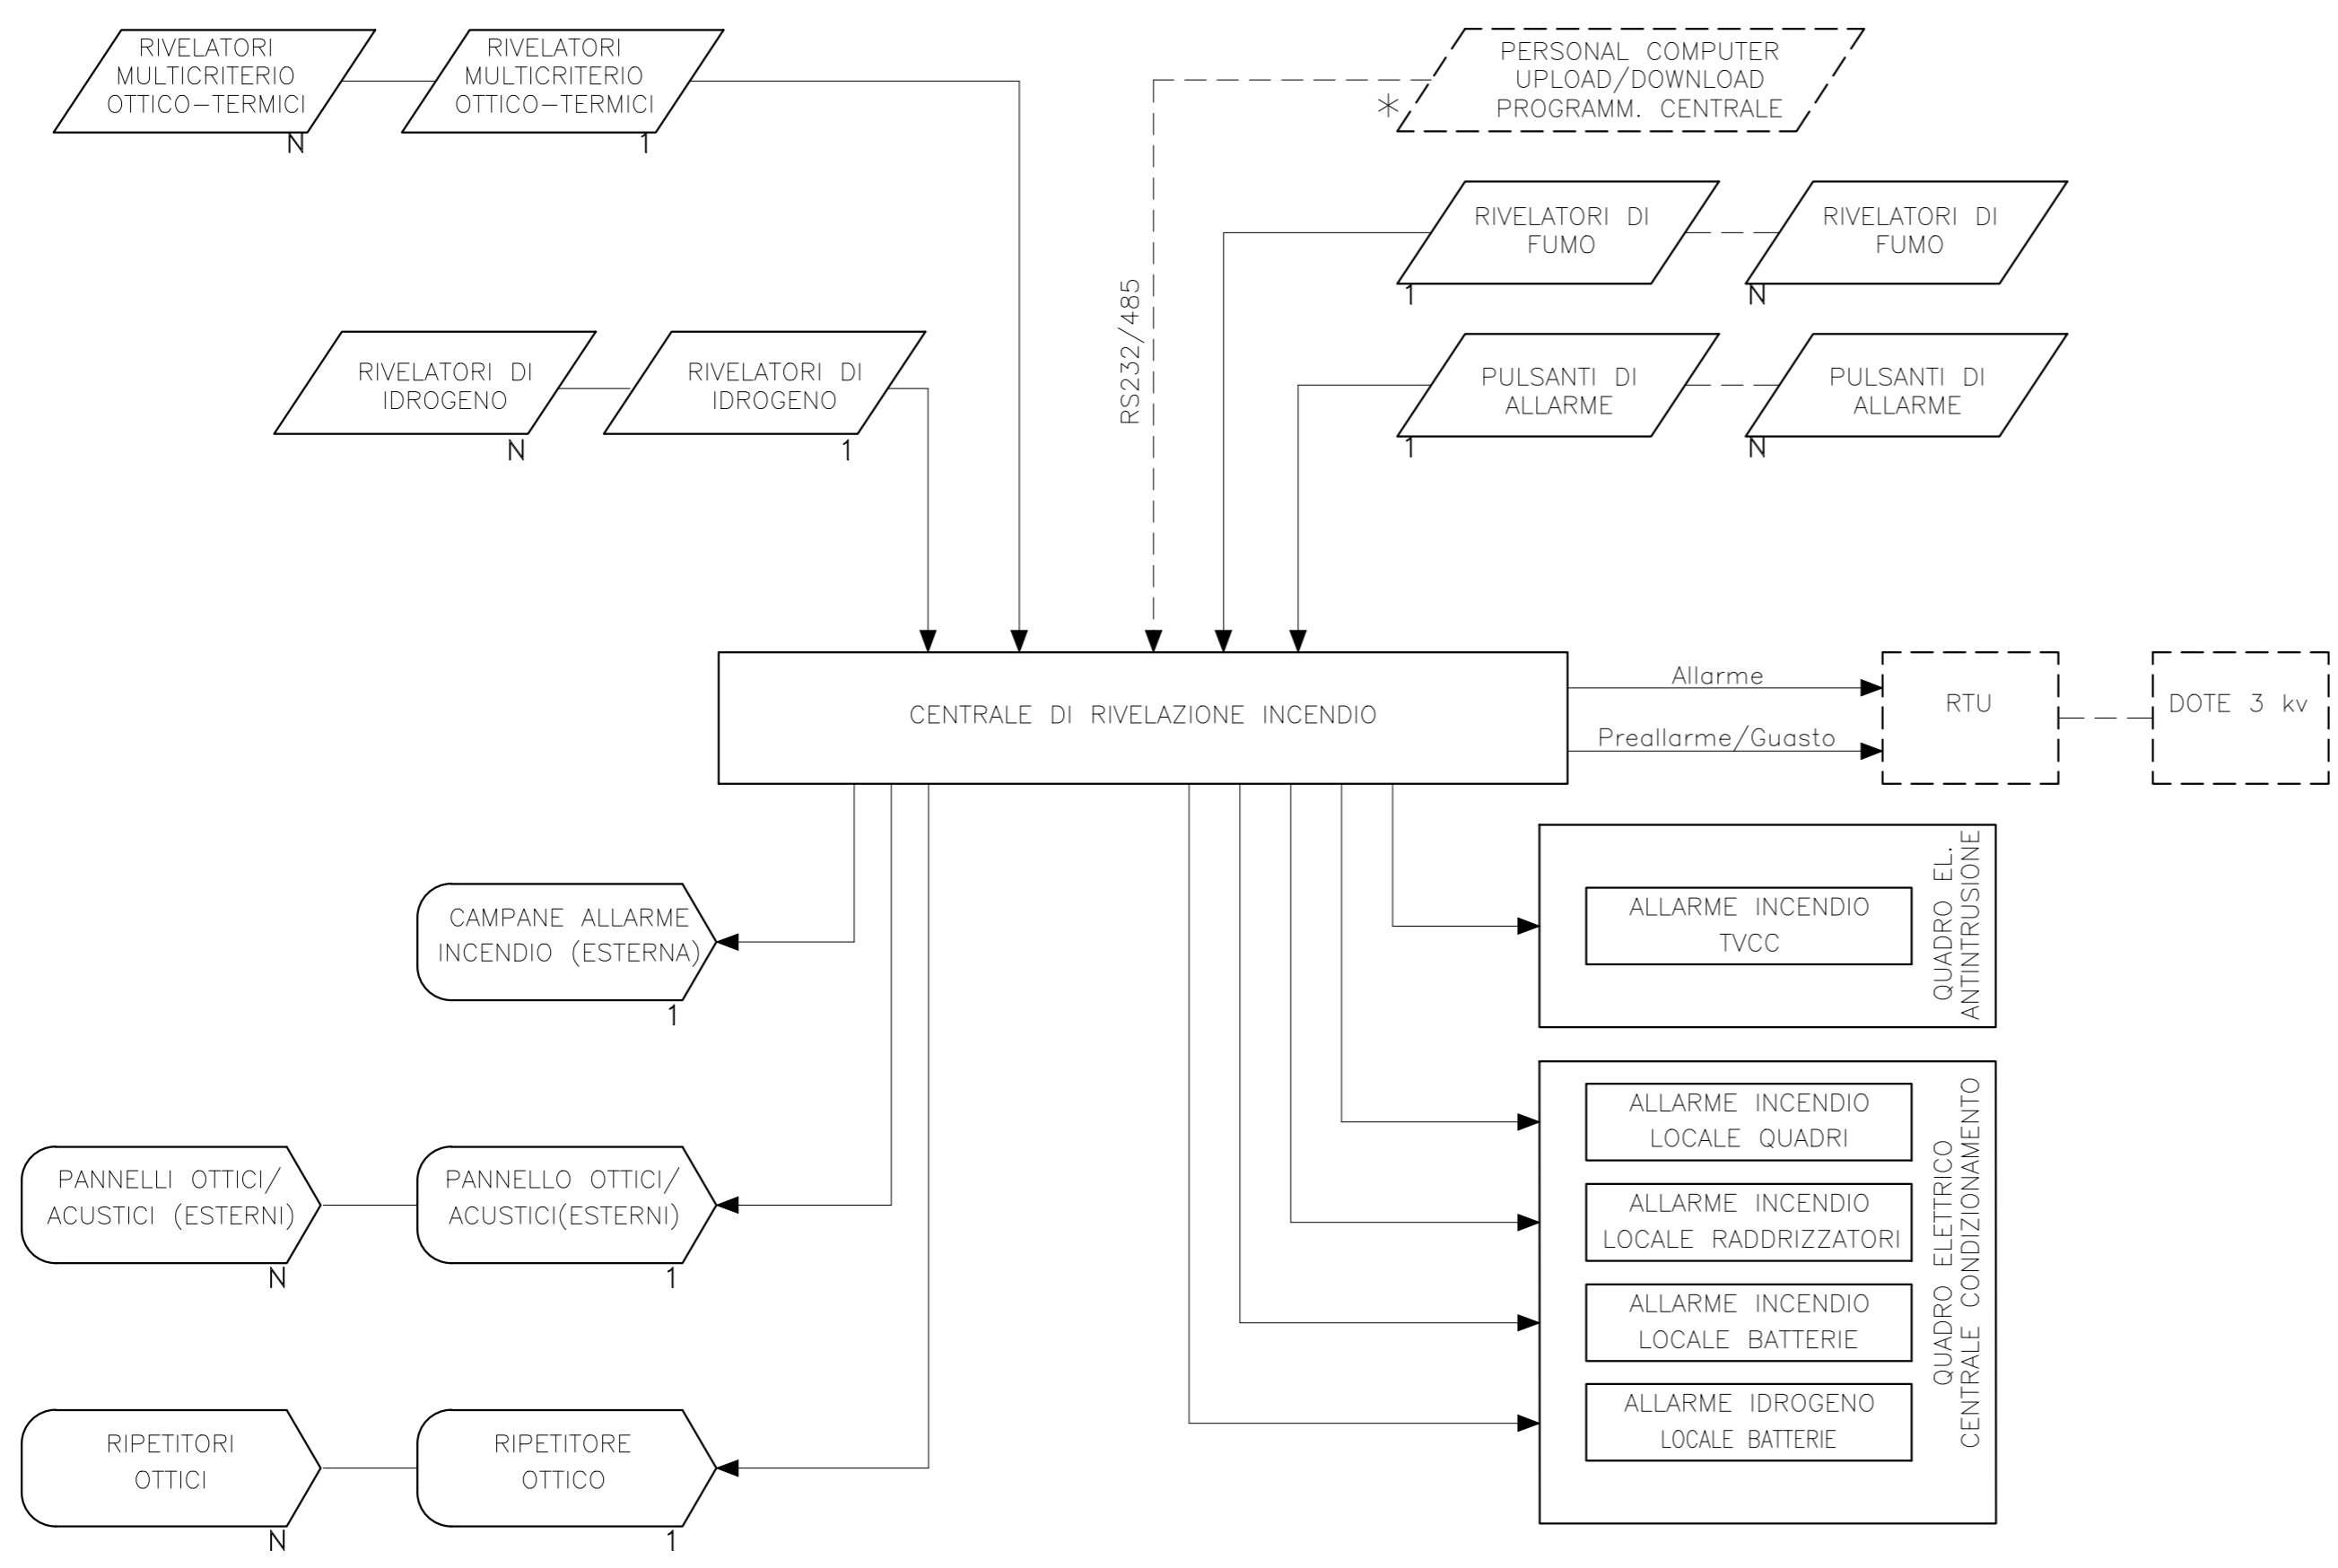 RIVELATORI
MULTICRITERIO
OTTICO-TERMICI
N
RIVELATORI
MULTICRITERIO
OTTICO-TERMICI
1
PERSONAL COMPUTER
UPLOAD/DOWNLOAD
PROGRAMM. CENTRALE
*
RIVELATORI DI
FUMO
1
RIVELATORI DI
FUMO
N
RS232/485
RIVELATORI DI
IDROGENO
N
RIVELATORI DI
IDROGENO
1
PULSANTI DI
ALLARME
1
PULSANTI DI
ALLARME
N
CENTRALE DI RIVELAZIONE INCENDIO
Allarme
Preallarme/Guasto
RTU
DOTE 3 kv
CAMPANE ALLARME
INCENDIO (ESTERNA)
1
ALLARME INCENDIO
TVCC
QUADRO EL.
ANTINTRUSIONE
PANNELLI OTTICI/
ACUSTICI (ESTERNI)
N
PANNELLO OTTICI/
ACUSTICI(ESTERNI)
1
ALLARME INCENDIO
LOCALE QUADRI
ALLARME INCENDIO
LOCALE RADDRIZZATORI
ALLARME INCENDIO
LOCALE BATTERIE
ALLARME IDROGENO
LOCALE BATTERIE
QUADRO ELETTRICO
CENTRALE CONDIZIONAMENTO
RIPETITORI
OTTICI
N
RIPETITORE
OTTICO
1